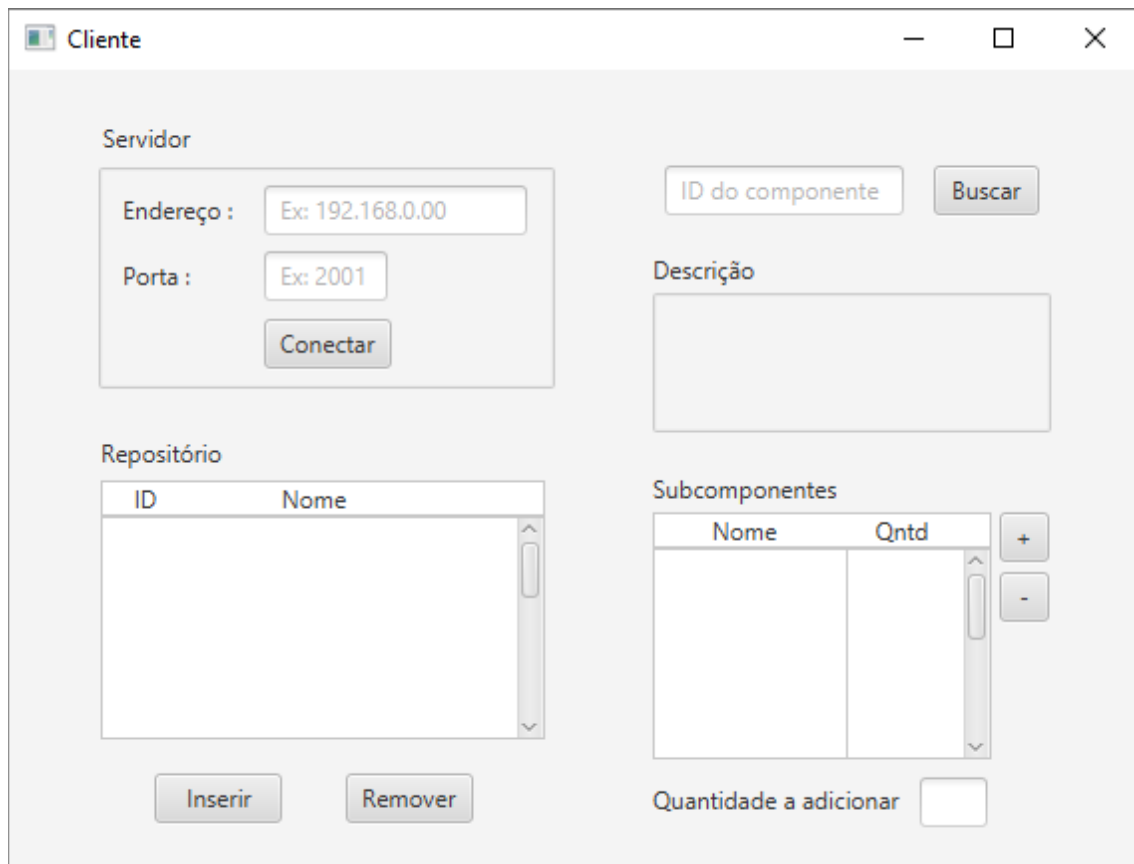 Cliente
Servidor
Endereço :
Ex: 192.168.0.00
Porta :
Ex: 2001
Conectar
Repositório
ID Nome
Inserir Remover
ID do componente Buscar
Descrição
Subcomponentes
Nome Qntd
+
-
Quantidade a adicionar